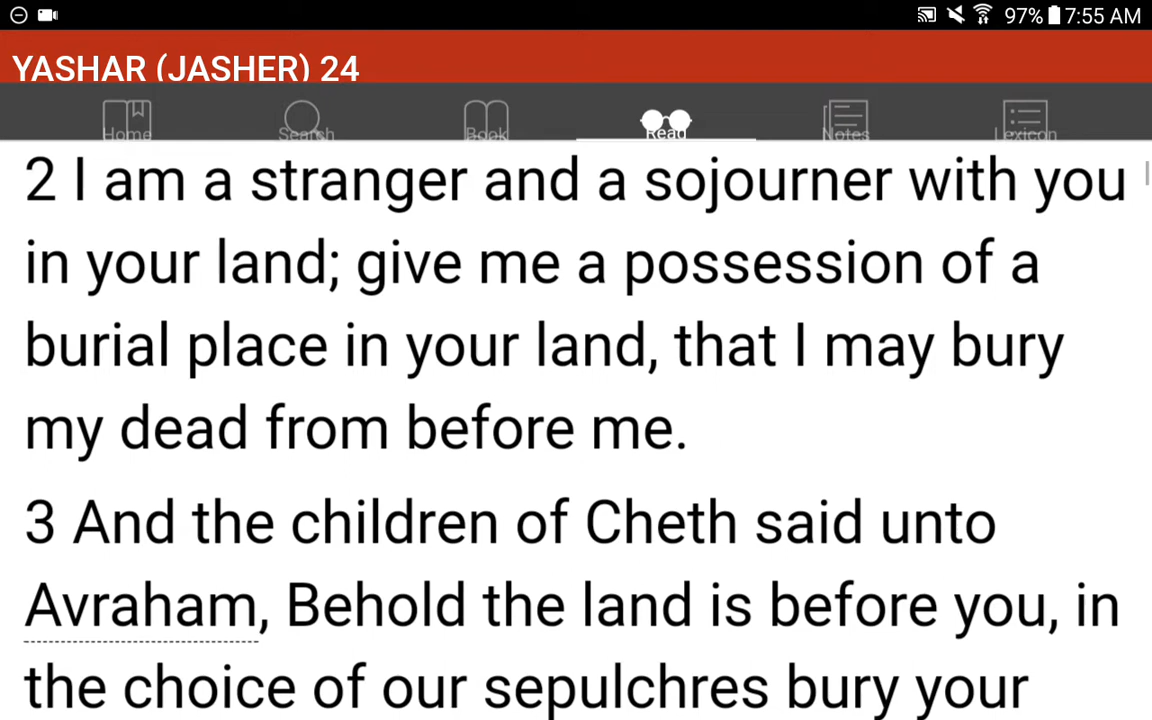 97% 7:55 AM
YASHAR (JASHER) 24
Home Search Book Read Notes Lexicon
2 I am a stranger and a sojourner with you
in your land; give me a possession of a
burial place in your land, that I may bury
my dead from before me.
3 And the children of Cheth said unto
Avraham, Behold the land is before you, in
the choice of our sepulchres bury your